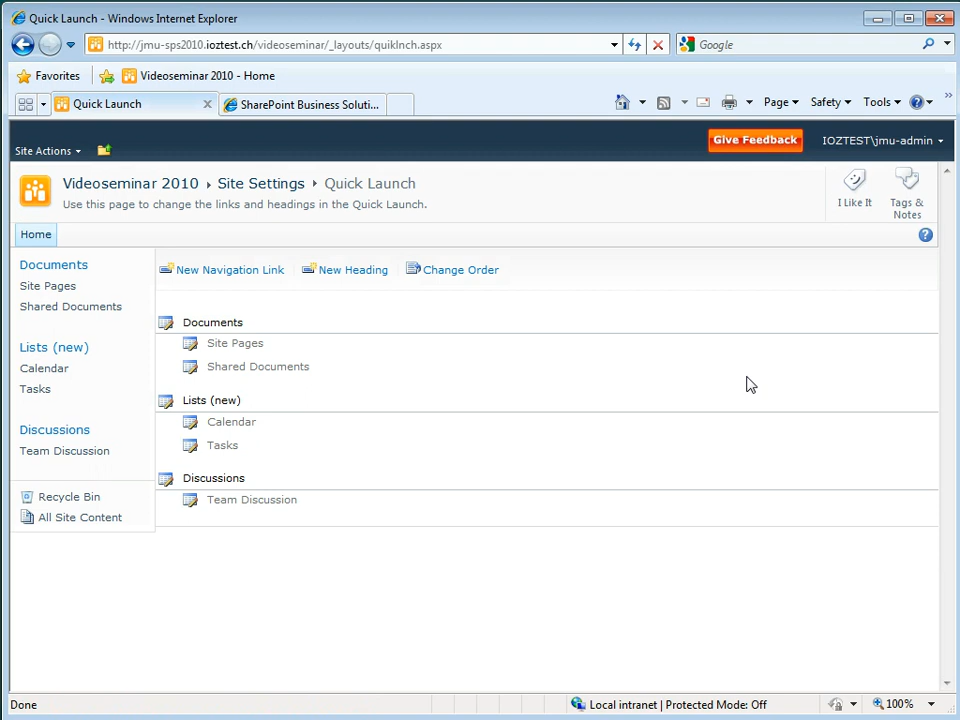 Quick Launch - Windows Internet Explorer
http://jmu-sps2010.ioztest.ch/videoseminar/_layouts/quiklnch.aspx
Google
Favorites
Videoseminar 2010 - Home
Quick Launch
SharePoint Business Soluti...
Page
Safety
Tools
Site Actions
Give Feedback
IOZTEST\jmu-admin
Videoseminar 2010 Site Settings Quick Launch
Use this page to change the links and headings in the Quick Launch.
I Like It
Tags & Notes
Home
Documents
Site Pages
Shared Documents
Lists (new)
Calendar
Tasks
Discussions
Team Discussion
Recycle Bin
All Site Content
New Navigation Link
New Heading
Change Order
Documents
Site Pages
Shared Documents
Lists (new)
Calendar
Tasks
Discussions
Team Discussion
Done
Local intranet | Protected Mode: Off
100%